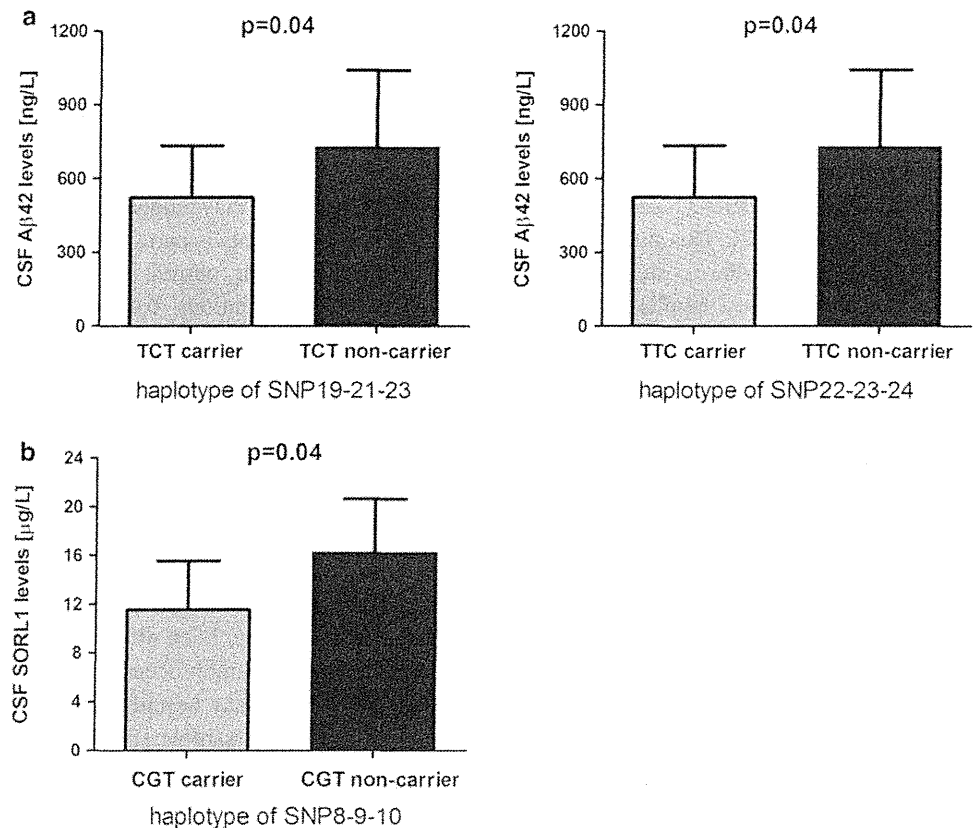 a
p=0.04
1200
900
600
300
0
CSF Aβ42 levels [ng/L]
TCT carrier
TCT non-carrier
haplotype of SNP19-21-23
p=0.04
1200
900
600
300
0
CSF Aβ42 levels [ng/L]
TTC carrier
TTC non-carrier
haplotype of SNP22-23-24
b
p=0.04
24
20
16
12
8
4
0
CSF SORL1 levels [µg/L]
CGT carrier
CGT non-carrier
haplotype of SNP8-9-10